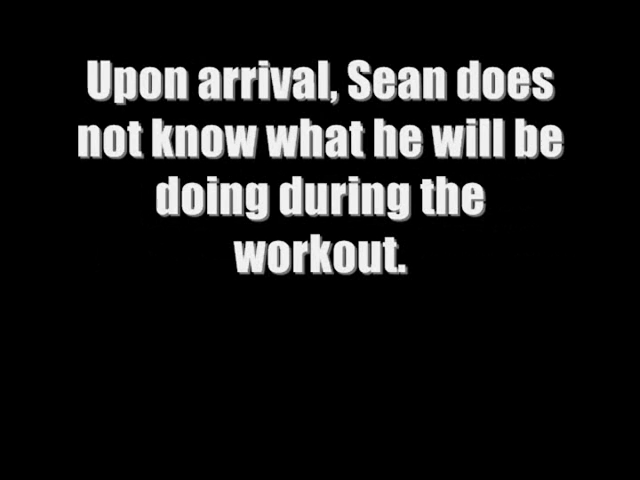 Upon arrival, Sean does
not know what he will be
doing during the
workout.